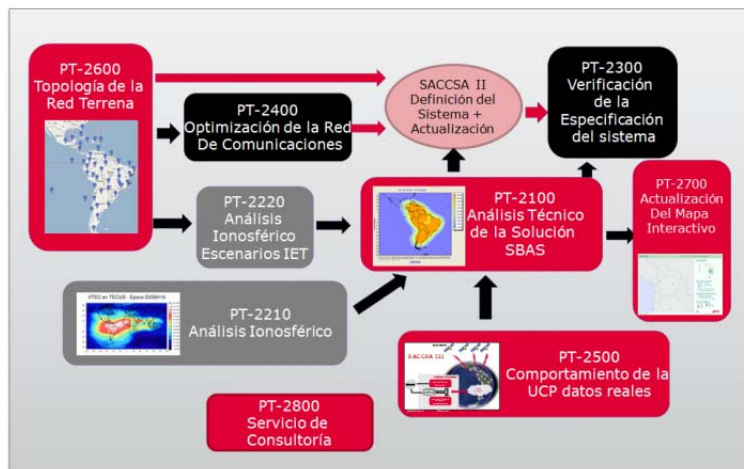 PT-2600
Topología de la
Red Terrena
PT-2400
Optimización de la Red
De Comunicaciones
SACCSA II
Definición del
Sistema +
Actualización
PT-2300
Verificación
de la
Especificación
del sistema
PT-2220
Análisis
Ionosférico
Escenarios IET
PT-2100
Análisis Técnico
de la Solución
SBAS
PT-2700
Actualización
Del Mapa
Interactivo
PT-2210
Análisis Ionosférico
PT-2500
Comportamiento de la
UCP datos reales
SACCSA III
PT-2800
Servicio de
Consultoría